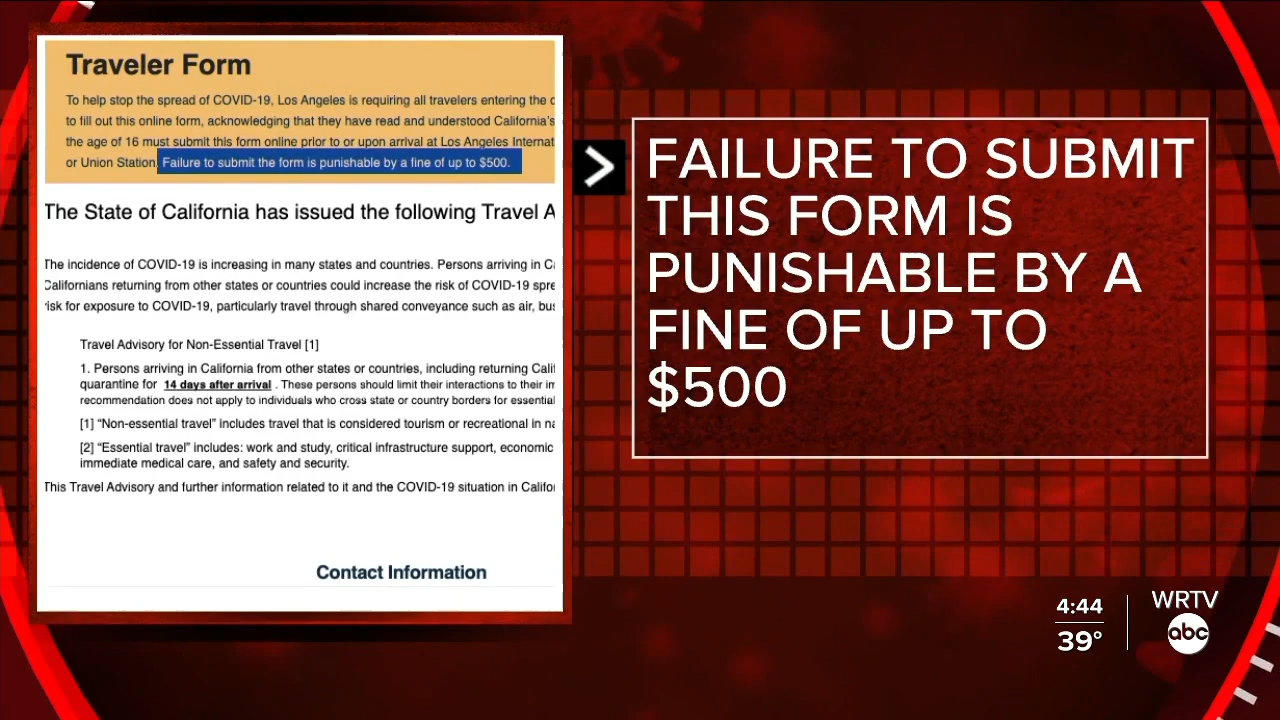 Traveler Form
To help stop the spread of COVID-19, Los Angeles is requiring all travelers entering the
to fill out this online form, acknowledging that they have read and understood California's
the age of 16 must submit this form online prior to or upon arrival at Los Angeles Internat
or Union Station. Failure to submit the form is punishable by a fine of up to $500.
The State of California has issued the following Travel A
The incidence of COVID-19 is increasing in many states and countries. Persons arriving in Ca
Californians returning from other states or countries could increase the risk of COVID-19 spre
risk for exposure to COVID-19, particularly travel through shared conveyance such as air, bus
Travel Advisory for Non-Essential Travel [1]
1. Persons arriving in California from other states or countries, including returning Calif
quarantine for 14 days after arrival . These persons should limit their interactions to their im
recommendation does not apply to individuals who cross state or country borders for essential
[1] “Non-essential travel” includes travel that is considered tourism or recreational in na
[2] “Essential travel” includes: work and study, critical infrastructure support, economic
immediate medical care, and safety and security.
This Travel Advisory and further information related to it and the COVID-19 situation in Califor
Contact Information
FAILURE TO SUBMIT
THIS FORM IS
PUNISHABLE BY A
FINE OF UP TO
$500
4:44
39°
WRTV
abc